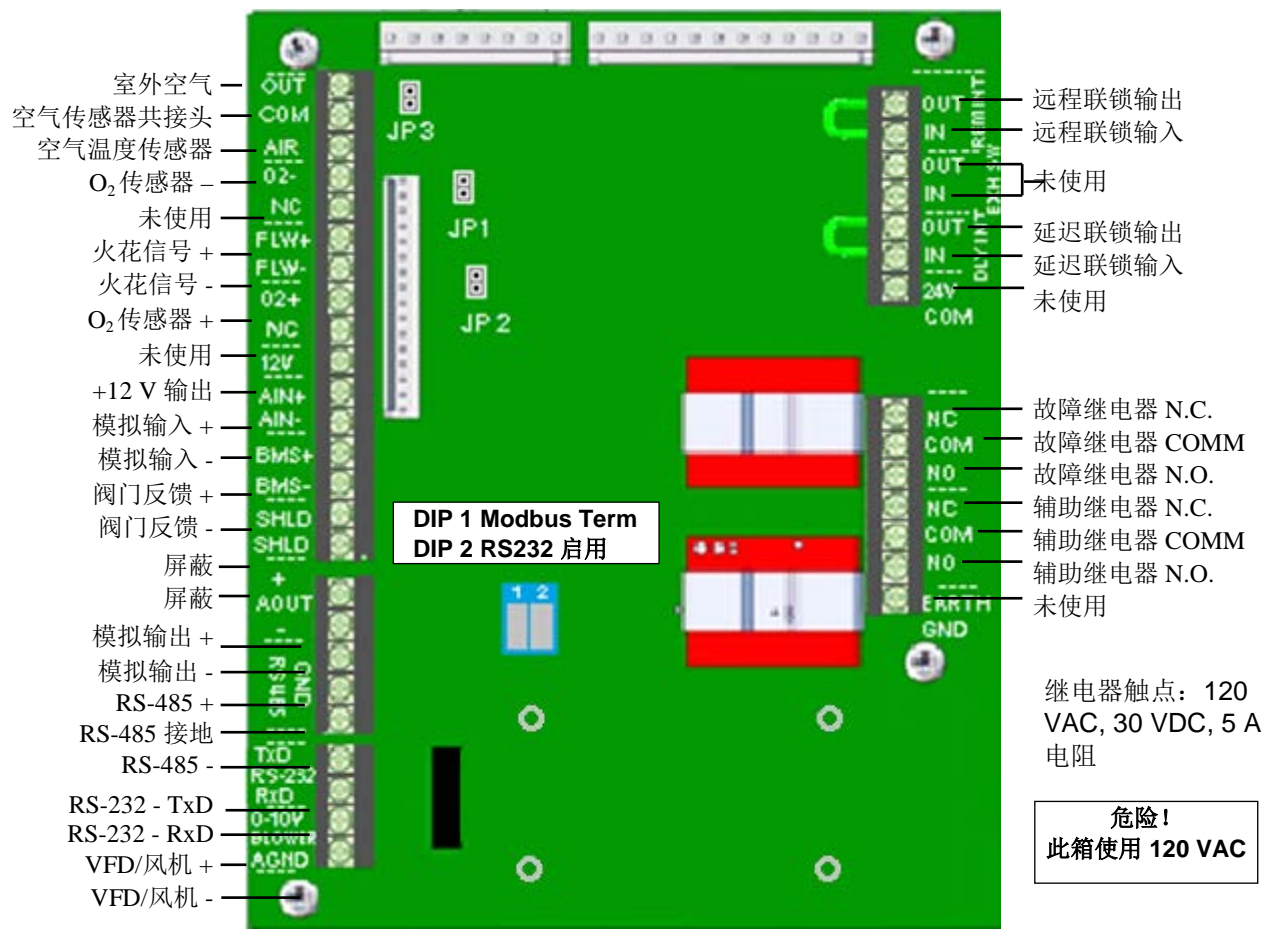 室外空气
空气传感器共接头
空气温度传感器
O₂传感器 –
未使用
火花信号 +
火花信号 -
O₂传感器 +
未使用
+12 V 输出
模拟输入 +
模拟输入 -
阀门反馈 +
阀门反馈 -
屏蔽
屏蔽
模拟输出 +
模拟输出 -
RS-485 +
RS-485 接地
RS-485 -
RS-232 - TxD
RS-232 - RxD
VFD/风机 +
VFD/风机 -
OUT
COM
AIR
O2-
NC
FLW+
FLW-
O2+
NC
12V
AIN+
AIN-
BMS+
BMS-
SHLD
SHLD
+
AOUT
-
RS485
GND
TXD
RS-232
RXD
0-10V
BLOWER
AGND
JP3
JP1
JP 2
DIP 1 Modbus Term
DIP 2 RS232 启用
1 2
OUT
IN
OUT
IN
OUT
IN
24V
COM
REMINTI
EXH SW
DLYINT
NC
COM
NO
NC
COM
NO
EARTH
GND
远程联锁输出
远程联锁输入
未使用
延迟联锁输出
延迟联锁输入
未使用
故障继电器 N.C.
故障继电器 COMM
故障继电器 N.O.
辅助继电器 N.C.
辅助继电器 COMM
辅助继电器 N.O.
未使用
继电器触点：120
VAC, 30 VDC, 5 A
电阻
危险！
此箱使用 120 VAC